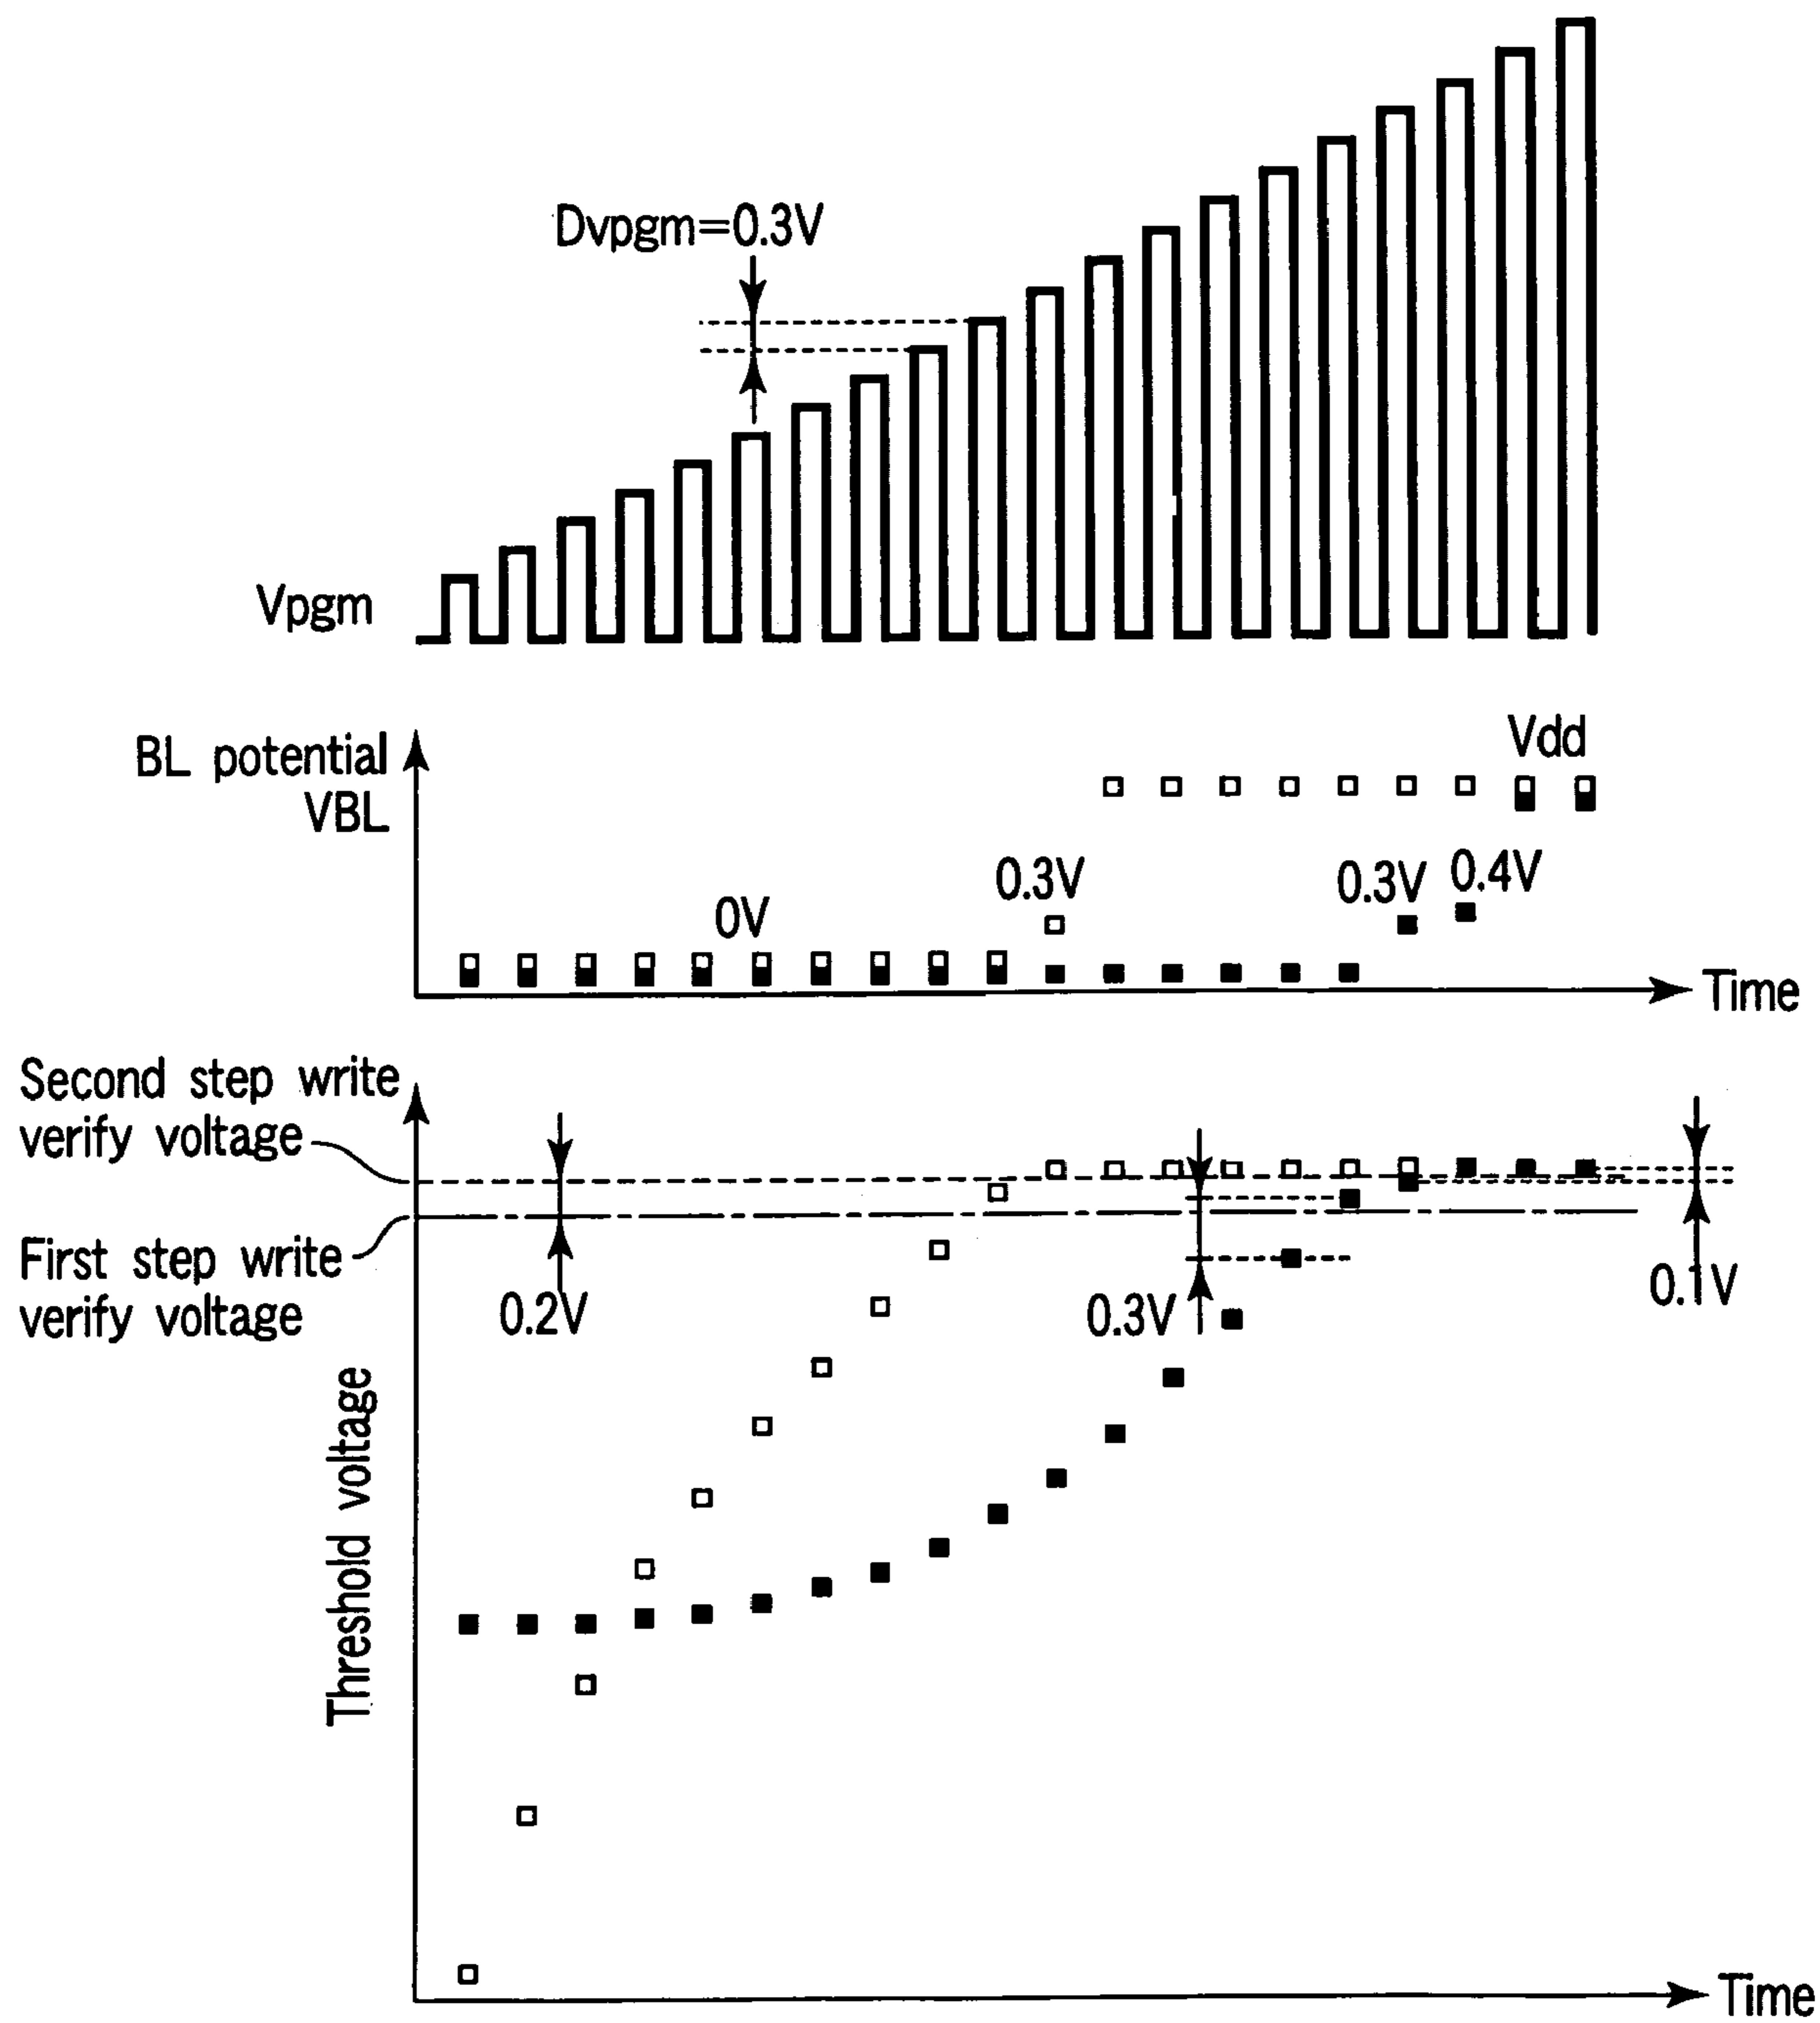 Dvpgm=0.3V
Vpgm
Vdd
BL potential
VBL
0.3V
0.3V
0.4V
0V
Time
Second step write
verify voltage
First step write
verify voltage
0.2V
0.3V
0.1V
Threshold voltage
Time